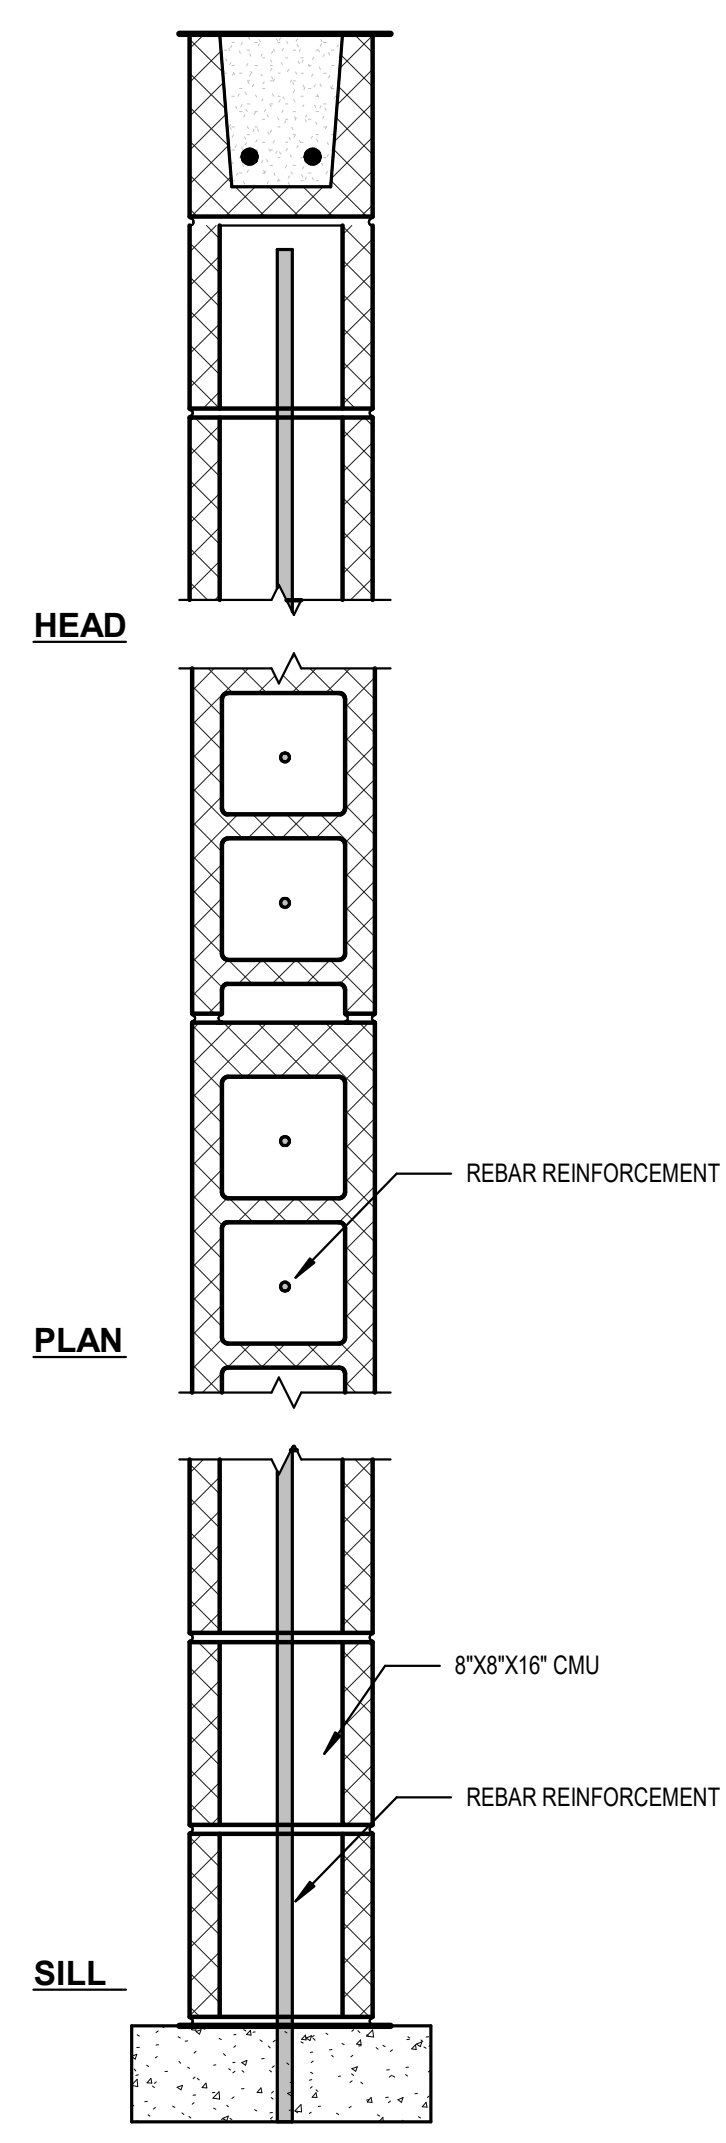 HEAD
REBAR REINFORCEMENT
PLAN
8"X8"X16" CMU
REBAR REINFORCEMENT
SILL